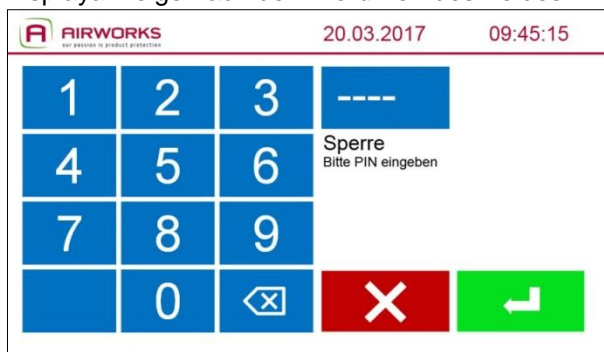 AIRWORKS
our passion is product protection
20.03.2017 09:45:15
1 2 3 ----
Sperre
Bitte PIN eingeben
4 5 6
7 8 9
0